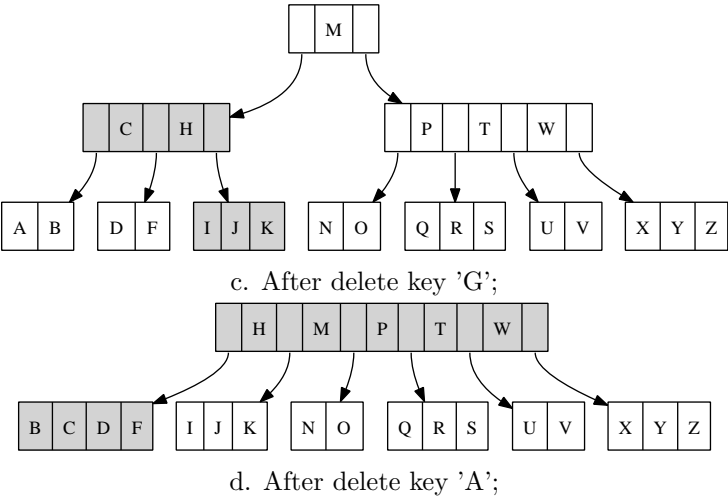 M
C H P T W
A B D F I J K N O Q R S U V X Y Z
c. After delete key 'G';
H M P T W
B C D F I J K N O Q R S U V X Y Z
d. After delete key 'A';